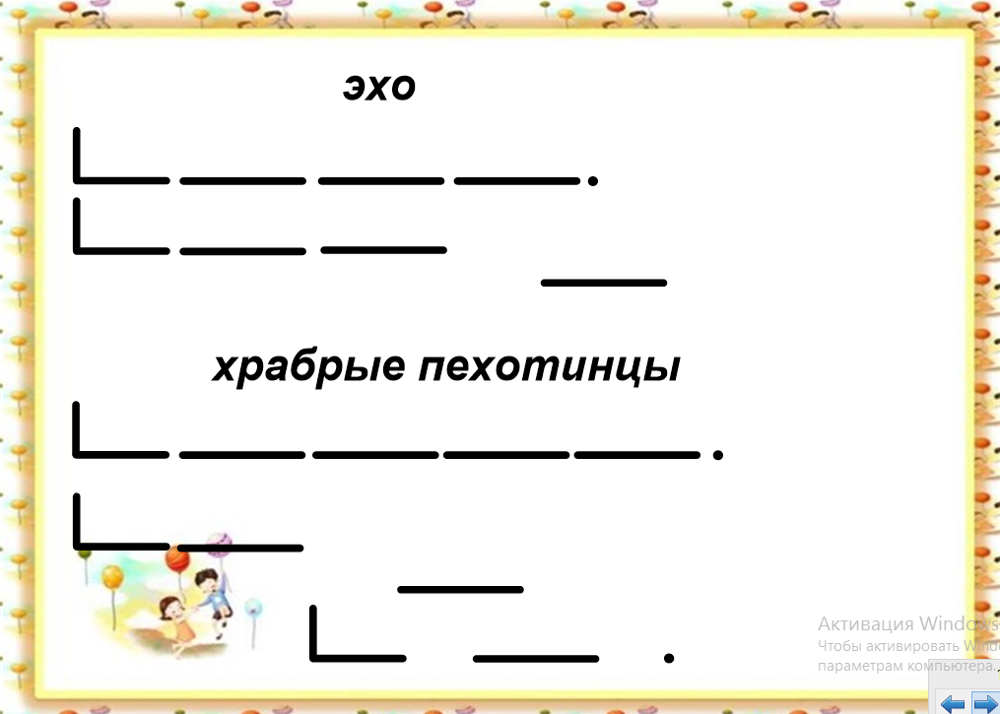 эхо
храбрые пехотинцы
Активация Windows
Чтобы активировать Wind
параметрам компьютера.